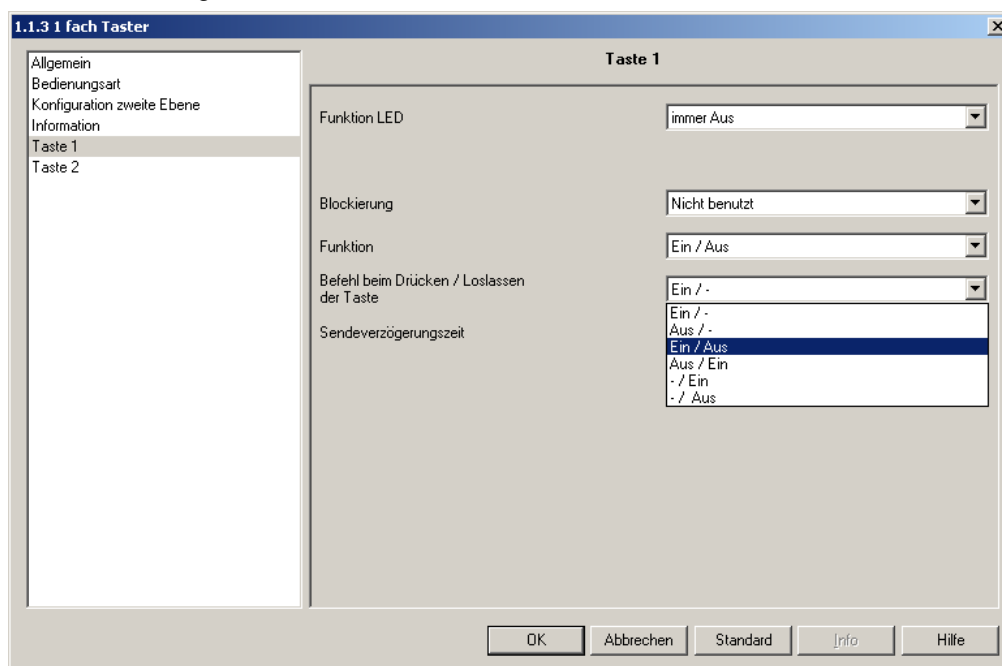 1.1.3 1 fach Taster
Allgemein
Bedienungsart
Konfiguration zweite Ebene
Information
Taste 1
Taste 2
Taste 1
Funktion LED
immer Aus
Blockierung
Nicht benutzt
Funktion
Ein / Aus
Befehl beim Drücken / Loslassen
der Taste
Ein / -
Ein / -
Aus / -
Ein / Aus
Aus / Ein
- / Ein
- / Aus
Sendeverzögerungszeit
OK
Abbrechen
Standard
Info
Hilfe